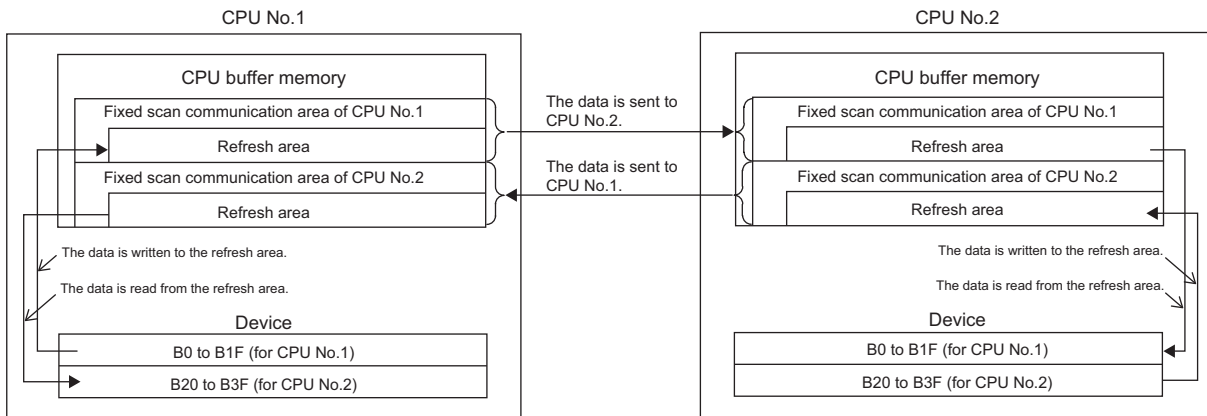 CPU No.1
CPU No.2
CPU buffer memory
Fixed scan communication area of CPU No.1
Refresh area
Fixed scan communication area of CPU No.2
Refresh area
The data is sent to
CPU No.2.
The data is sent to
CPU No.1.
CPU buffer memory
Fixed scan communication area of CPU No.1
Refresh area
Fixed scan communication area of CPU No.2
Refresh area
The data is written to the refresh area.
The data is read from the refresh area.
The data is written to the refresh area.
The data is read from the refresh area.
Device
B0 to B1F (for CPU No.1)
B20 to B3F (for CPU No.2)
Device
B0 to B1F (for CPU No.1)
B20 to B3F (for CPU No.2)